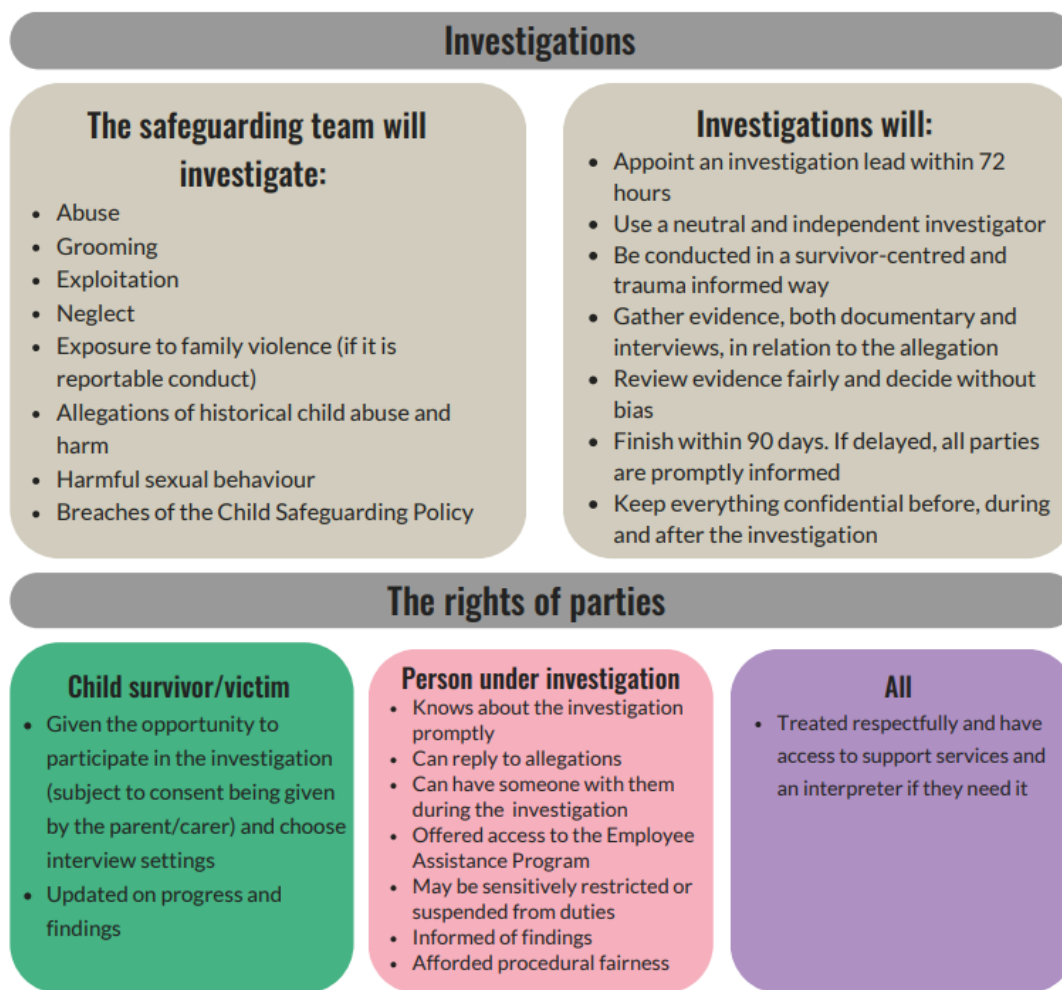 Investigations
The safeguarding team will
investigate:
• Abuse
• Grooming
• Exploitation
• Neglect
• Exposure to family violence (if it is
reportable conduct)
• Allegations of historical child abuse and
harm
• Harmful sexual behaviour
• Breaches of the Child Safeguarding Policy
Investigations will:
• Appoint an investigation lead within 72
hours
• Use a neutral and independent investigator
• Be conducted in a survivor-centred and
trauma informed way
• Gather evidence, both documentary and
interviews, in relation to the allegation
• Review evidence fairly and decide without
bias
• Finish within 90 days. If delayed, all parties
are promptly informed
• Keep everything confidential before, during
and after the investigation
The rights of parties
Child survivor/victim
• Given the opportunity to
participate in the investigation
(subject to consent being given
by the parent/carer) and choose
interview settings
• Updated on progress and
findings
Person under investigation
• Knows about the investigation
promptly
• Can reply to allegations
• Can have someone with them
during the investigation
• Offered access to the Employee
Assistance Program
• May be sensitively restricted or
suspended from duties
• Informed of findings
• Afforded procedural fairness
All
• Treated respectfully and have
access to support services and
an interpreter if they need it